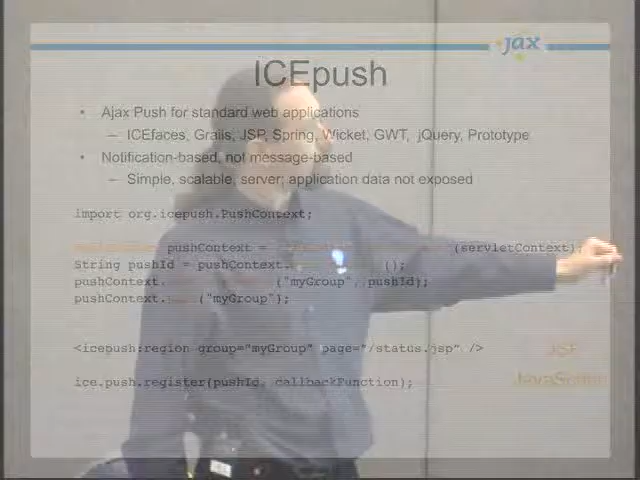 jax
ICEpush
• Ajax Push for standard web applications
– ICEfaces, Grails, JSP, Spring, Wicket, GWT, jQuery, Prototype
• Notification-based, not message-based
– Simple, scalable, server; application data not exposed
import org.icepush.PushContext;
pushContext = (servletContext);
String pushId = pushContext. ();
pushContext. ("myGroup", pushId);
pushContext. ("myGroup");
<icepush:region group="myGroup" page="/status.jsp" />
ice.push.register(pushId, callbackFunction);
JavaScript